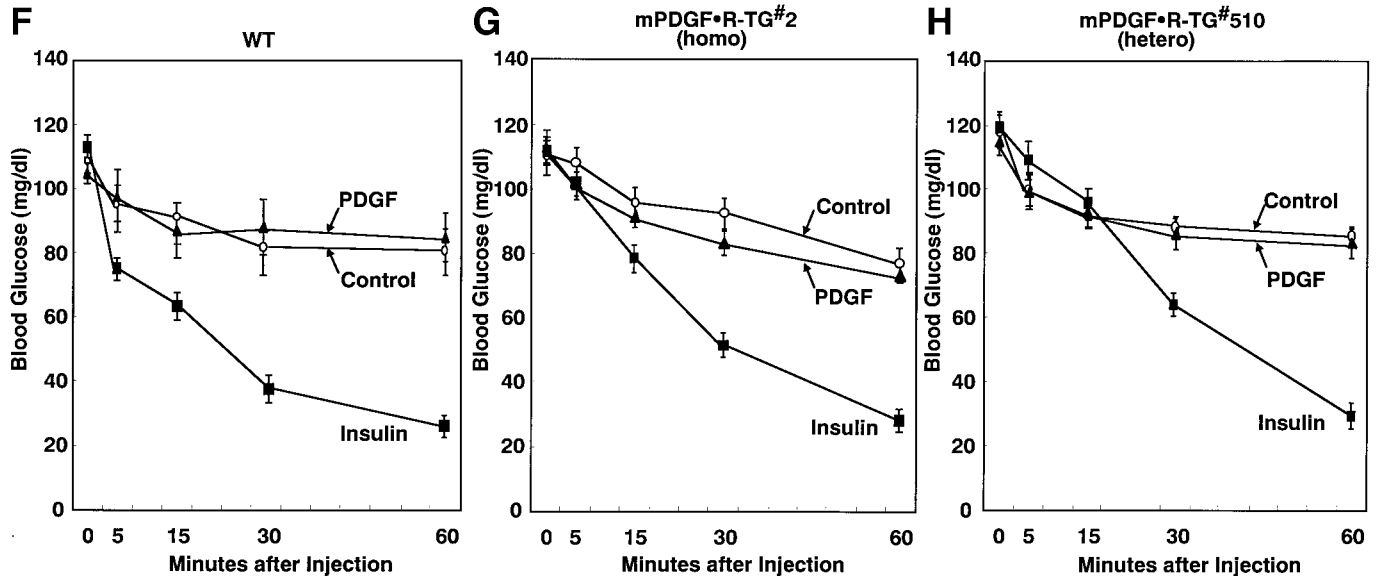 F
WT
140
120
100
80
60
40
20
0
Blood Glucose (mg/dl)
PDGF
Control
Insulin
0 5 15 30 60
Minutes after Injection
G
mPDGF•R-TG#2
(homo)
140
120
100
80
60
40
20
0
Blood Glucose (mg/dl)
Control
PDGF
Insulin
0 5 15 30 60
Minutes after Injection
H
mPDGF•R-TG#510
(hetero)
140
120
100
80
60
40
20
0
Blood Glucose (mg/dl)
Control
PDGF
Insulin
0 5 15 30 60
Minutes after Injection